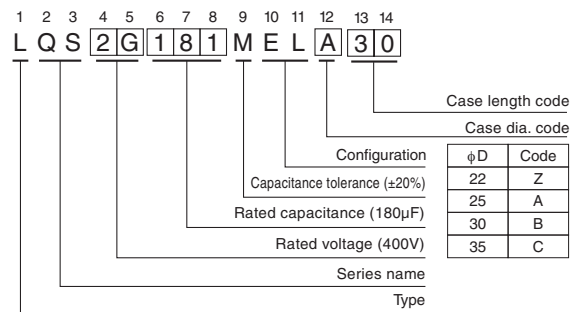 1 2 3 4 5 6 7 8 9 10 11 12 13 14
L Q S 2 G 1 8 1 M E L A 3 0
Case length code
Case dia. code
Configuration
Capacitance tolerance (±20%)
Rated capacitance (180µF)
Rated voltage (400V)
Series name
Type
ϕD Code
22 Z
25 A
30 B
35 C